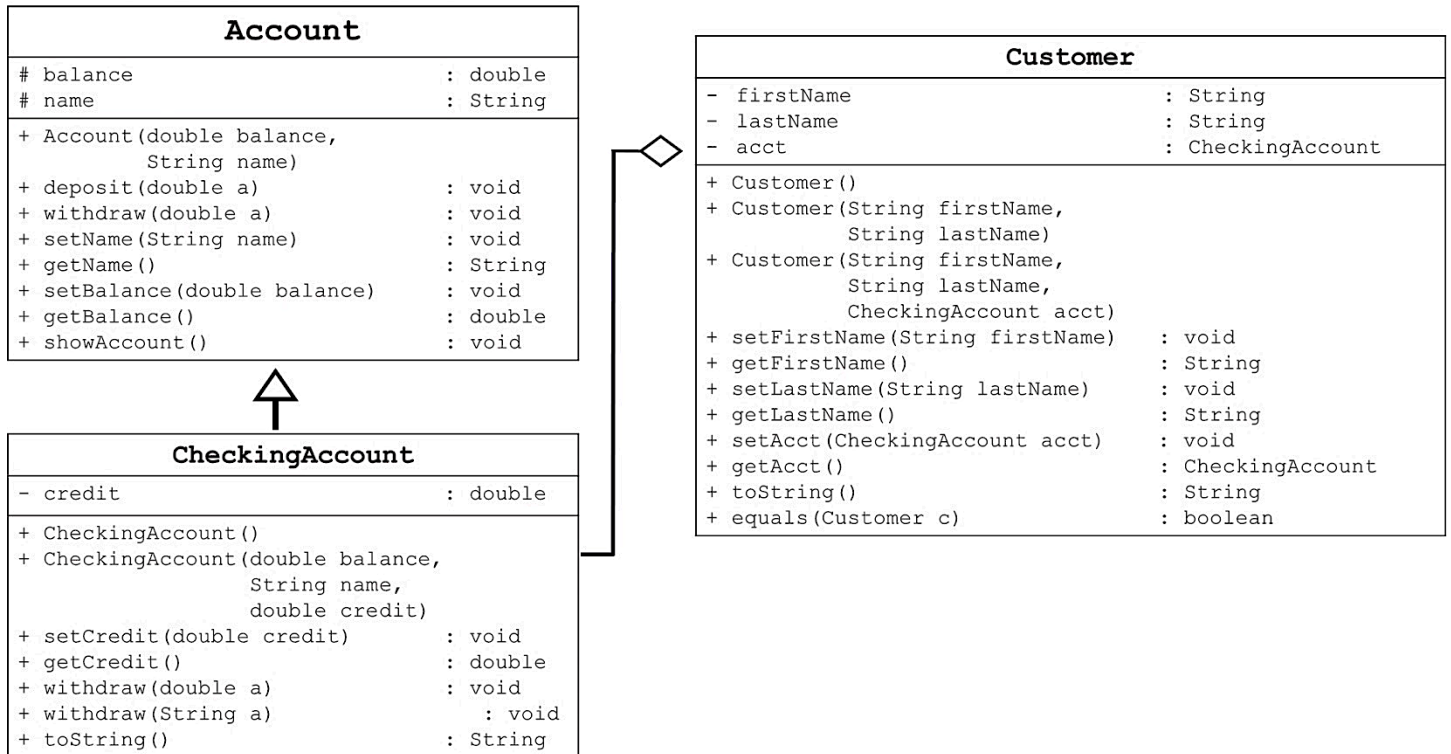 Account
# balance : double
# name : String
+ Account(double balance,
String name)
+ deposit(double a) : void
+ withdraw(double a) : void
+ setName(String name) : void
+ getName() : String
+ setBalance(double balance) : void
+ getBalance() : double
+ showAccount() : void
CheckingAccount
- credit : double
+ CheckingAccount()
+ CheckingAccount(double balance,
String name,
double credit)
+ setCredit(double credit) : void
+ getCredit() : double
+ withdraw(double a) : void
+ withdraw(String a) : void
+ toString() : String
Customer
- firstName : String
- lastName : String
- acct : CheckingAccount
+ Customer()
+ Customer(String firstName,
String lastName)
+ Customer(String firstName,
String lastName,
CheckingAccount acct)
+ setFirstName(String firstName) : void
+ getFirstName() : String
+ setLastName(String lastName) : void
+ getLastName() : String
+ setAcct(CheckingAccount acct) : void
+ getAcct() : CheckingAccount
+ toString() : String
+ equals(Customer c) : boolean